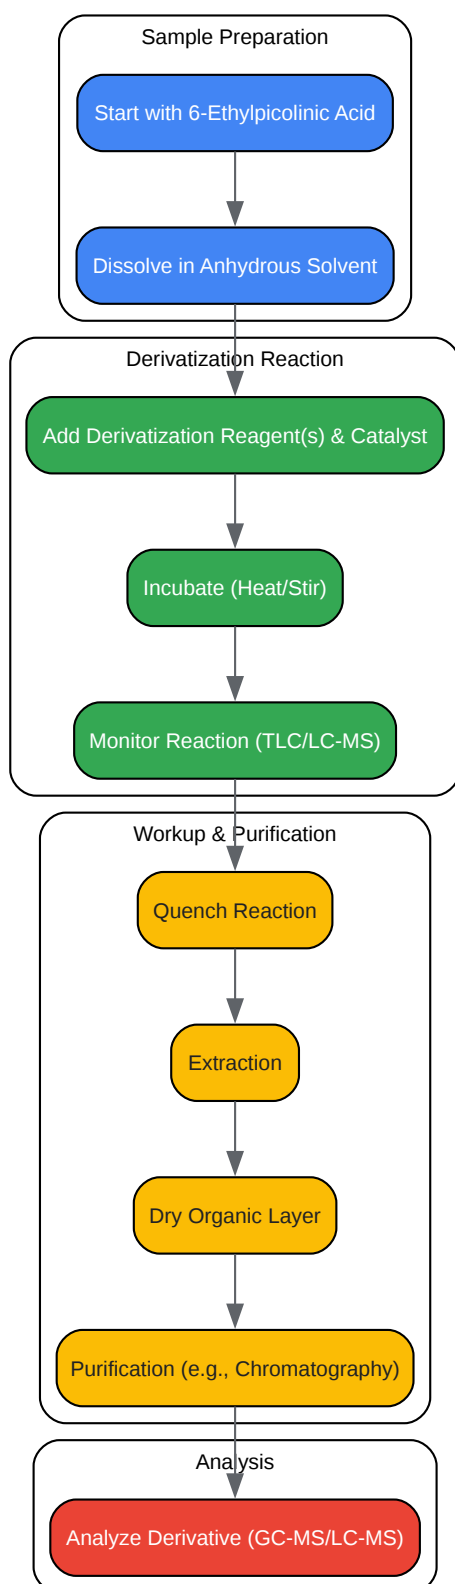 Sample Preparation
Start with 6-Ethylpicolinic Acid
Dissolve in Anhydrous Solvent
Derivatization Reaction
Add Derivatization Reagent(s) & Catalyst
Incubate (Heat/Stir)
Monitor Reaction (TLC/LC-MS)
Workup & Purification
Quench Reaction
Extraction
Dry Organic Layer
Purification (e.g., Chromatography)
Analysis
Analyze Derivative (GC-MS/LC-MS)